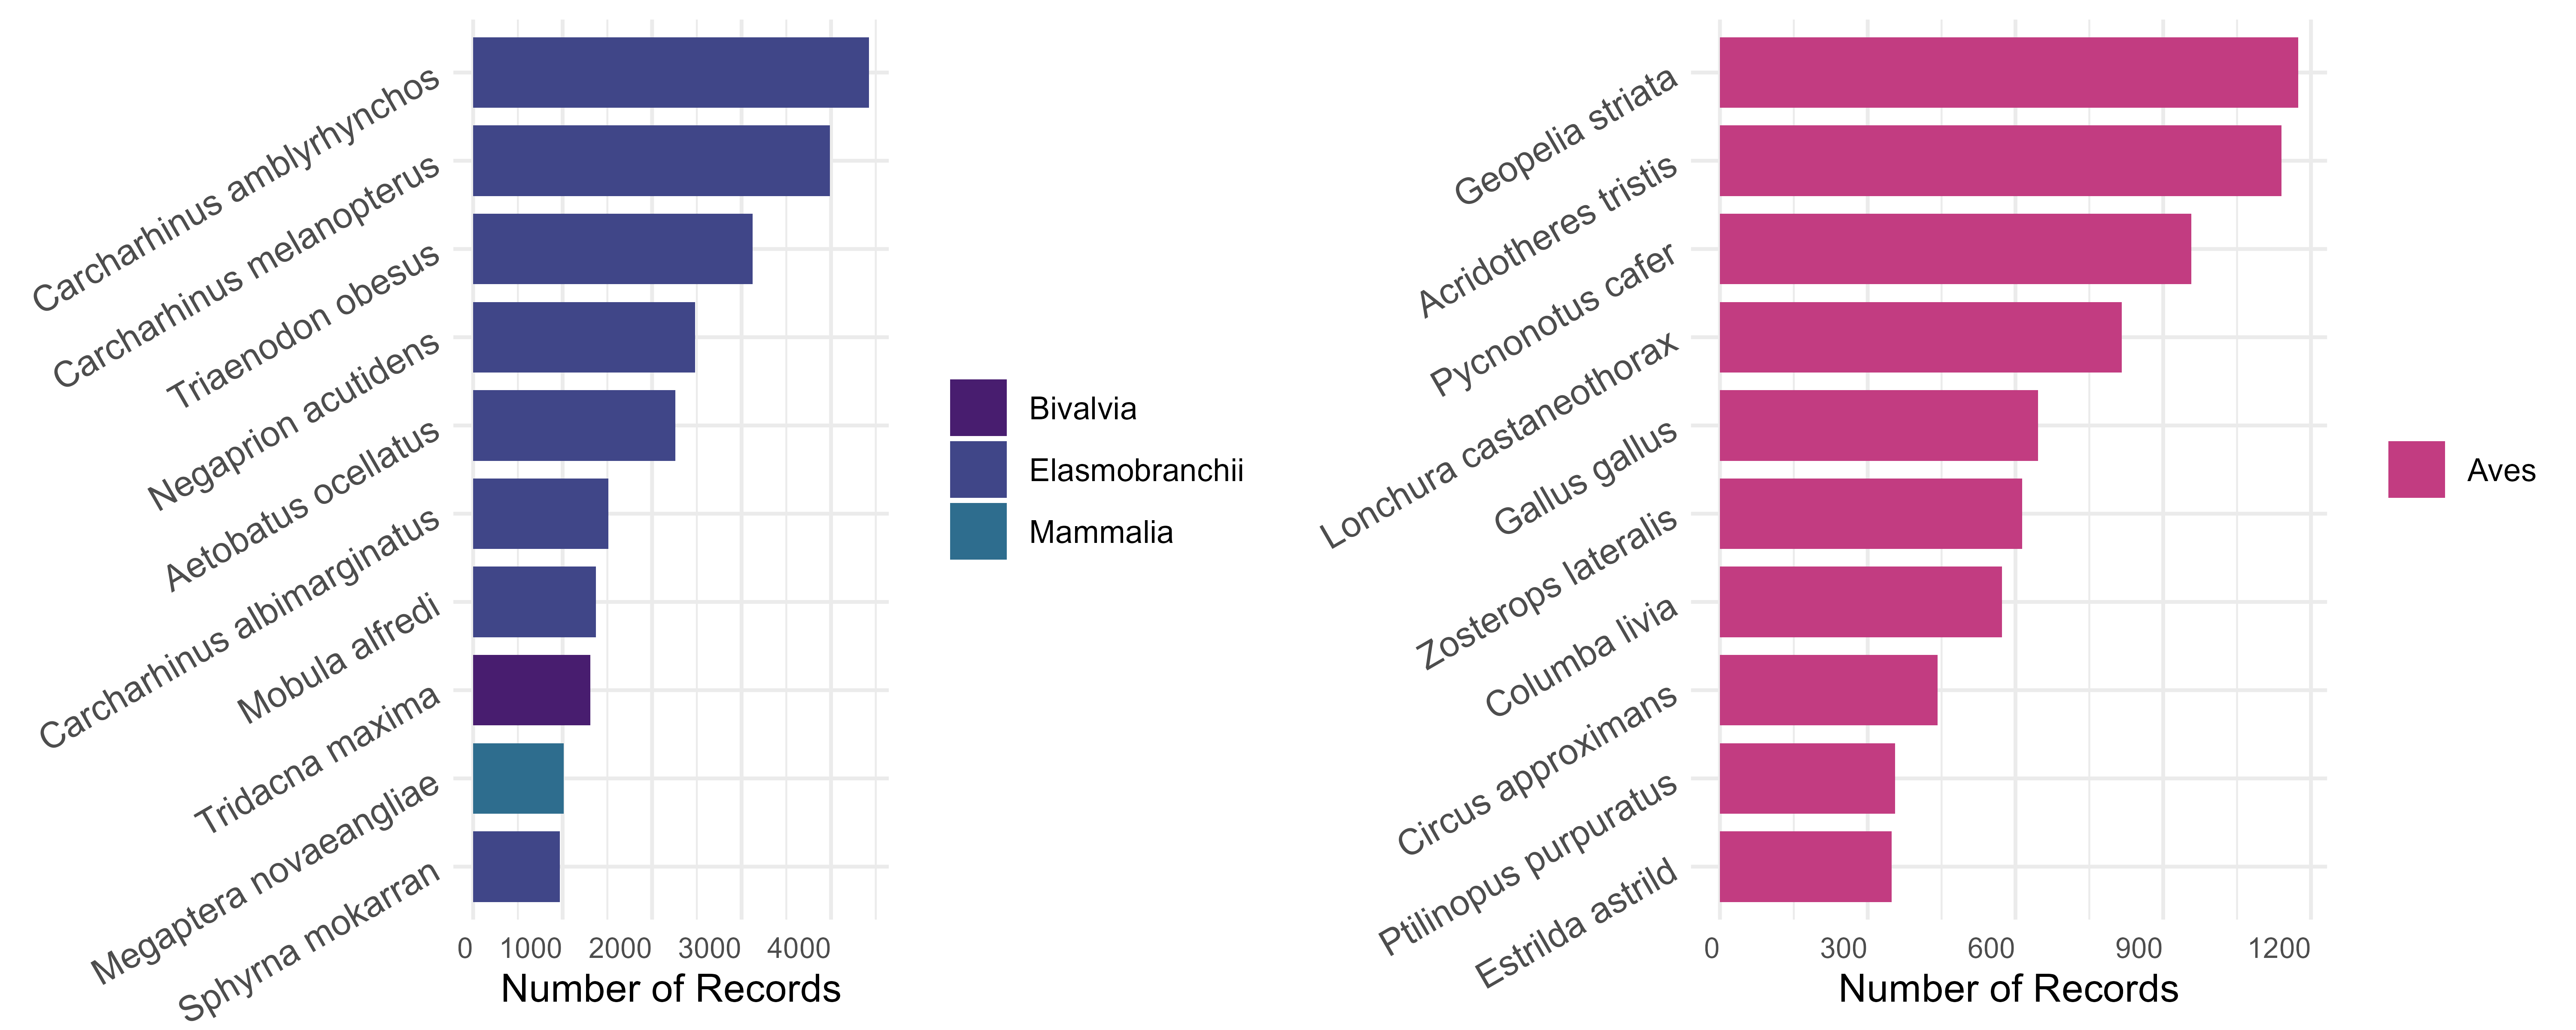 Carcharhinus amblyrhynchos
Carcharhinus melanopterus
Triaenodon obesus
Negaprion acutidens
Aetobatus ocellatus
Carcharhinus albimarginatus
Mobula alfredi
Tridacna maxima
Megaptera novaeangliae
Sphyrna mokarran
0 1000 2000 3000 4000
Number of Records
Bivalvia
Elasmobranchii
Mammalia
Geopelia striata
Acridotheres tristis
Pycnonotus cafer
Lonchura castaneothorax
Gallus gallus
Zosterops lateralis
Columba livia
Circus approximans
Ptilinopus purpuratus
Estrilda astrild
0 300 600 900 1200
Number of Records
Aves